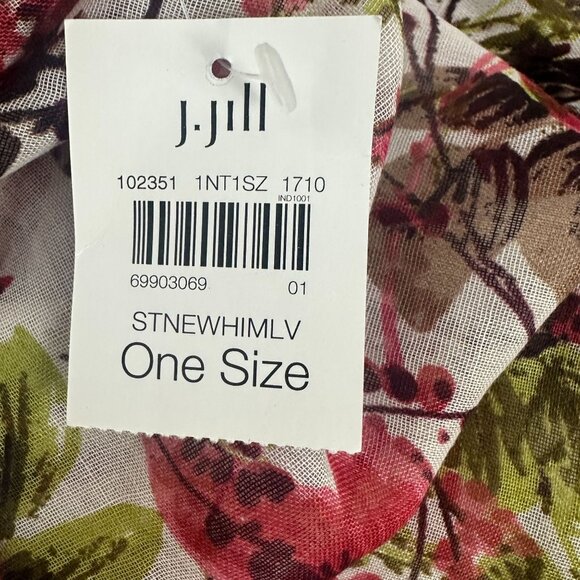 J.Jill
102351 1NT1SZ 1710
IND1001
69903069 01
STNEWHIMLV
One Size